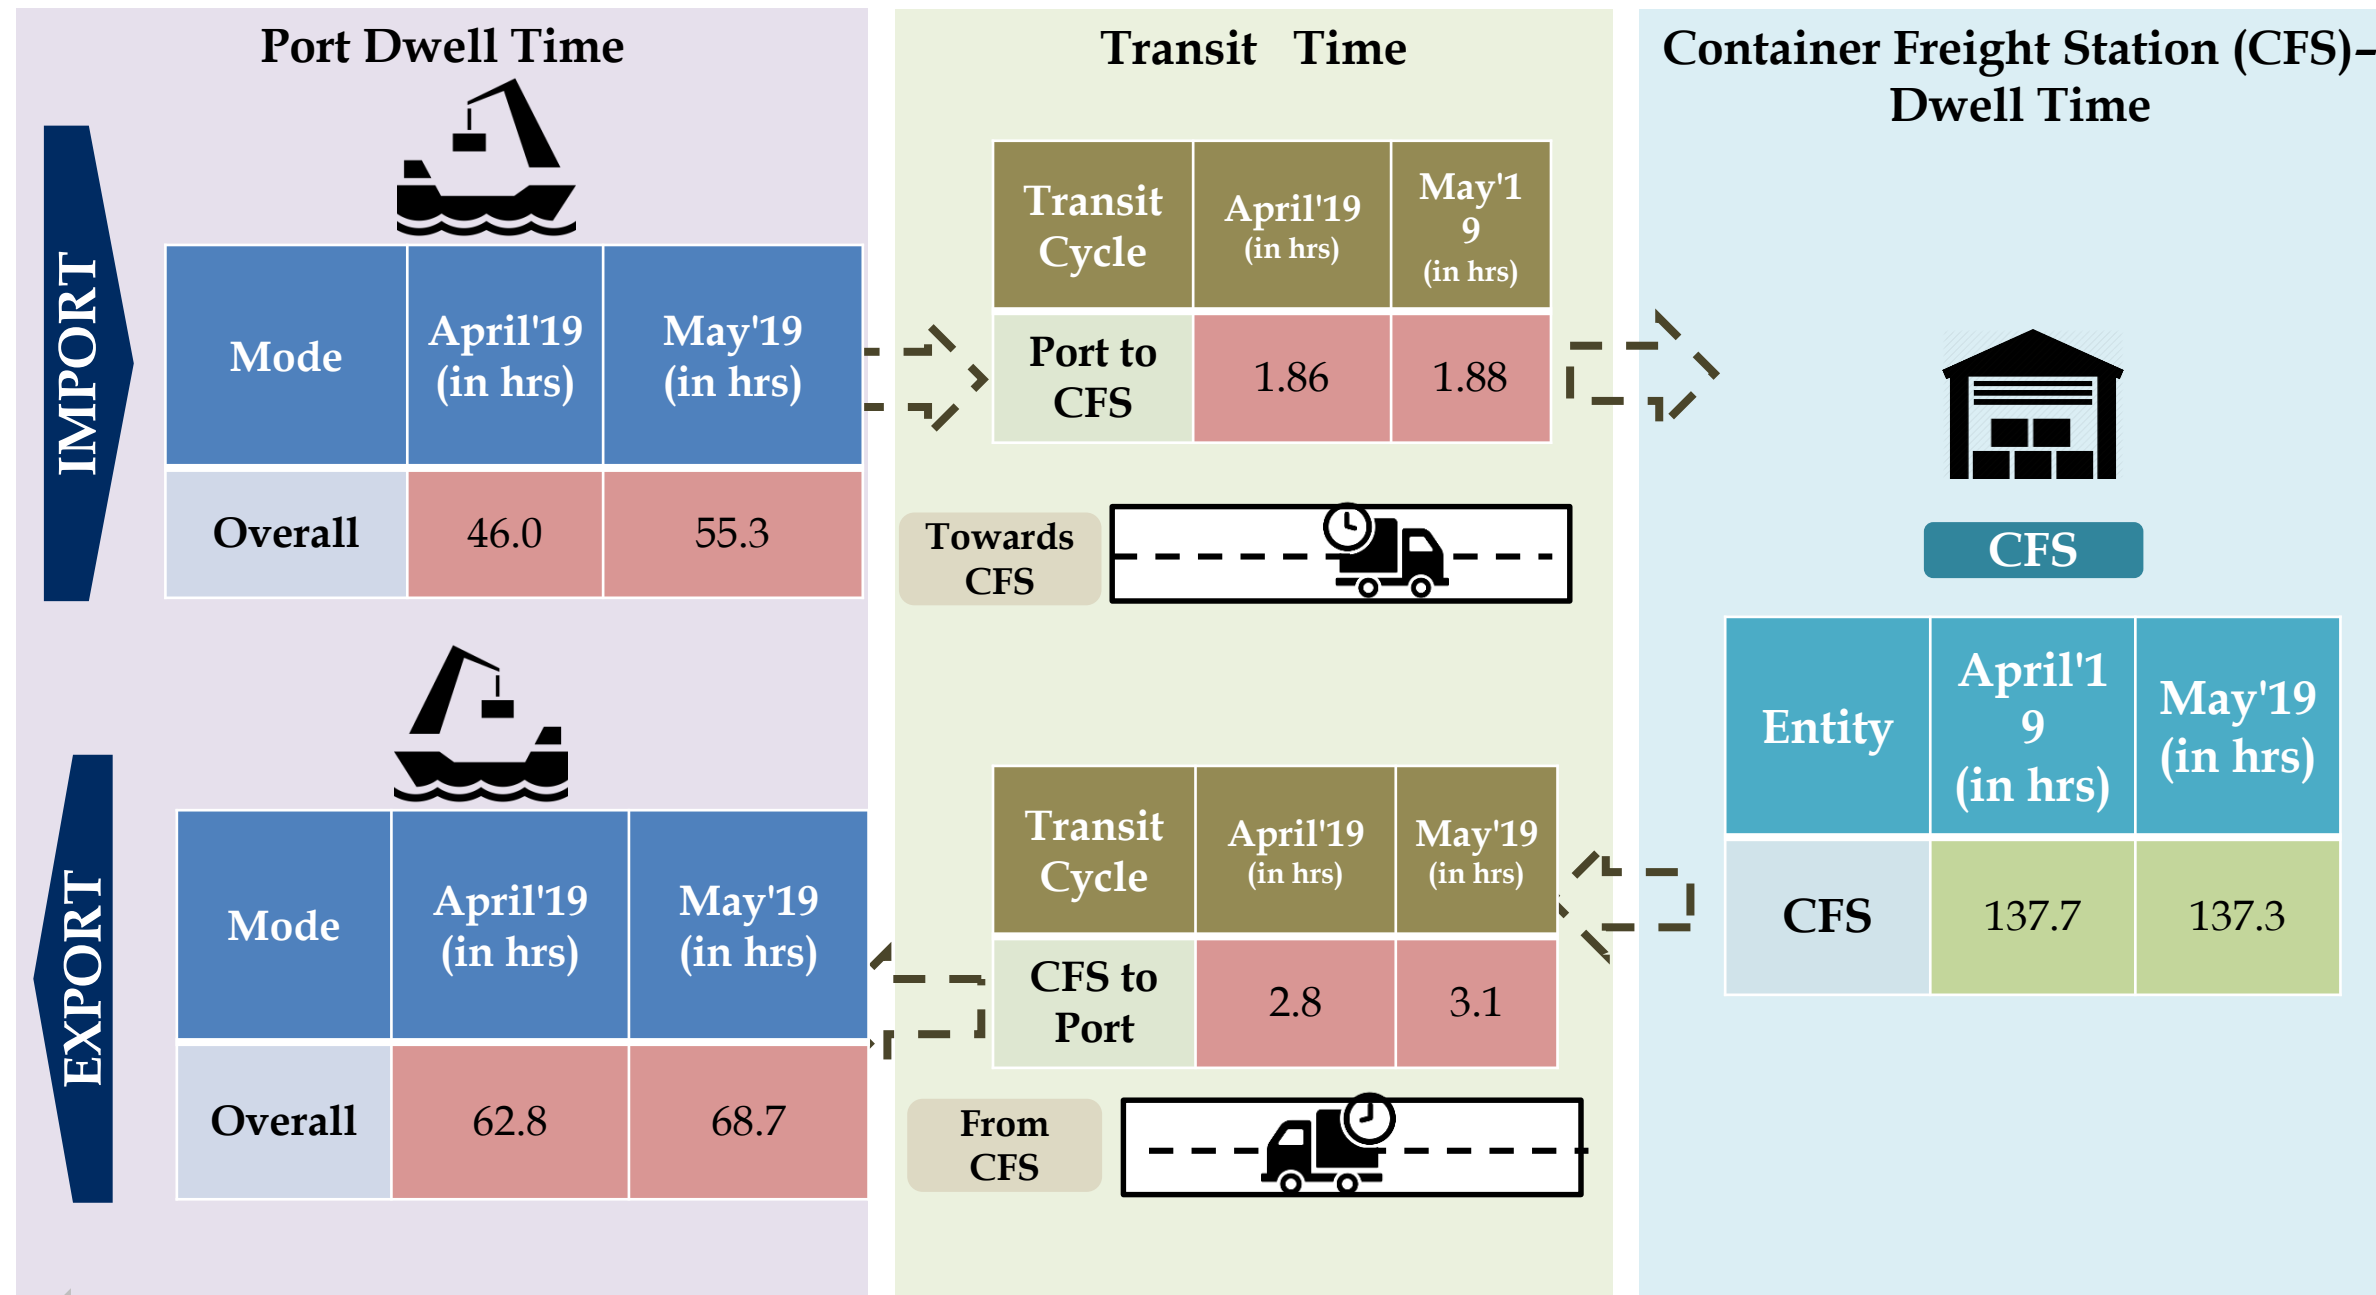 Port Dwell Time
IMPORT
Mode
April'19
(in hrs)
May'19
(in hrs)
Overall
46.0
55.3
EXPORT
Mode
April'19
(in hrs)
May'19
(in hrs)
Overall
62.8
68.7
Transit Time
Transit
Cycle
April'19
(in hrs)
May'1
9
(in hrs)
Port to
CFS
1.86
1.88
Towards
CFS
Transit
Cycle
April'19
(in hrs)
May'19
(in hrs)
CFS to
Port
2.8
3.1
From
CFS
Container Freight Station (CFS)–
Dwell Time
CFS
Entity
April'1
9
(in hrs)
May'19
(in hrs)
CFS
137.7
137.3